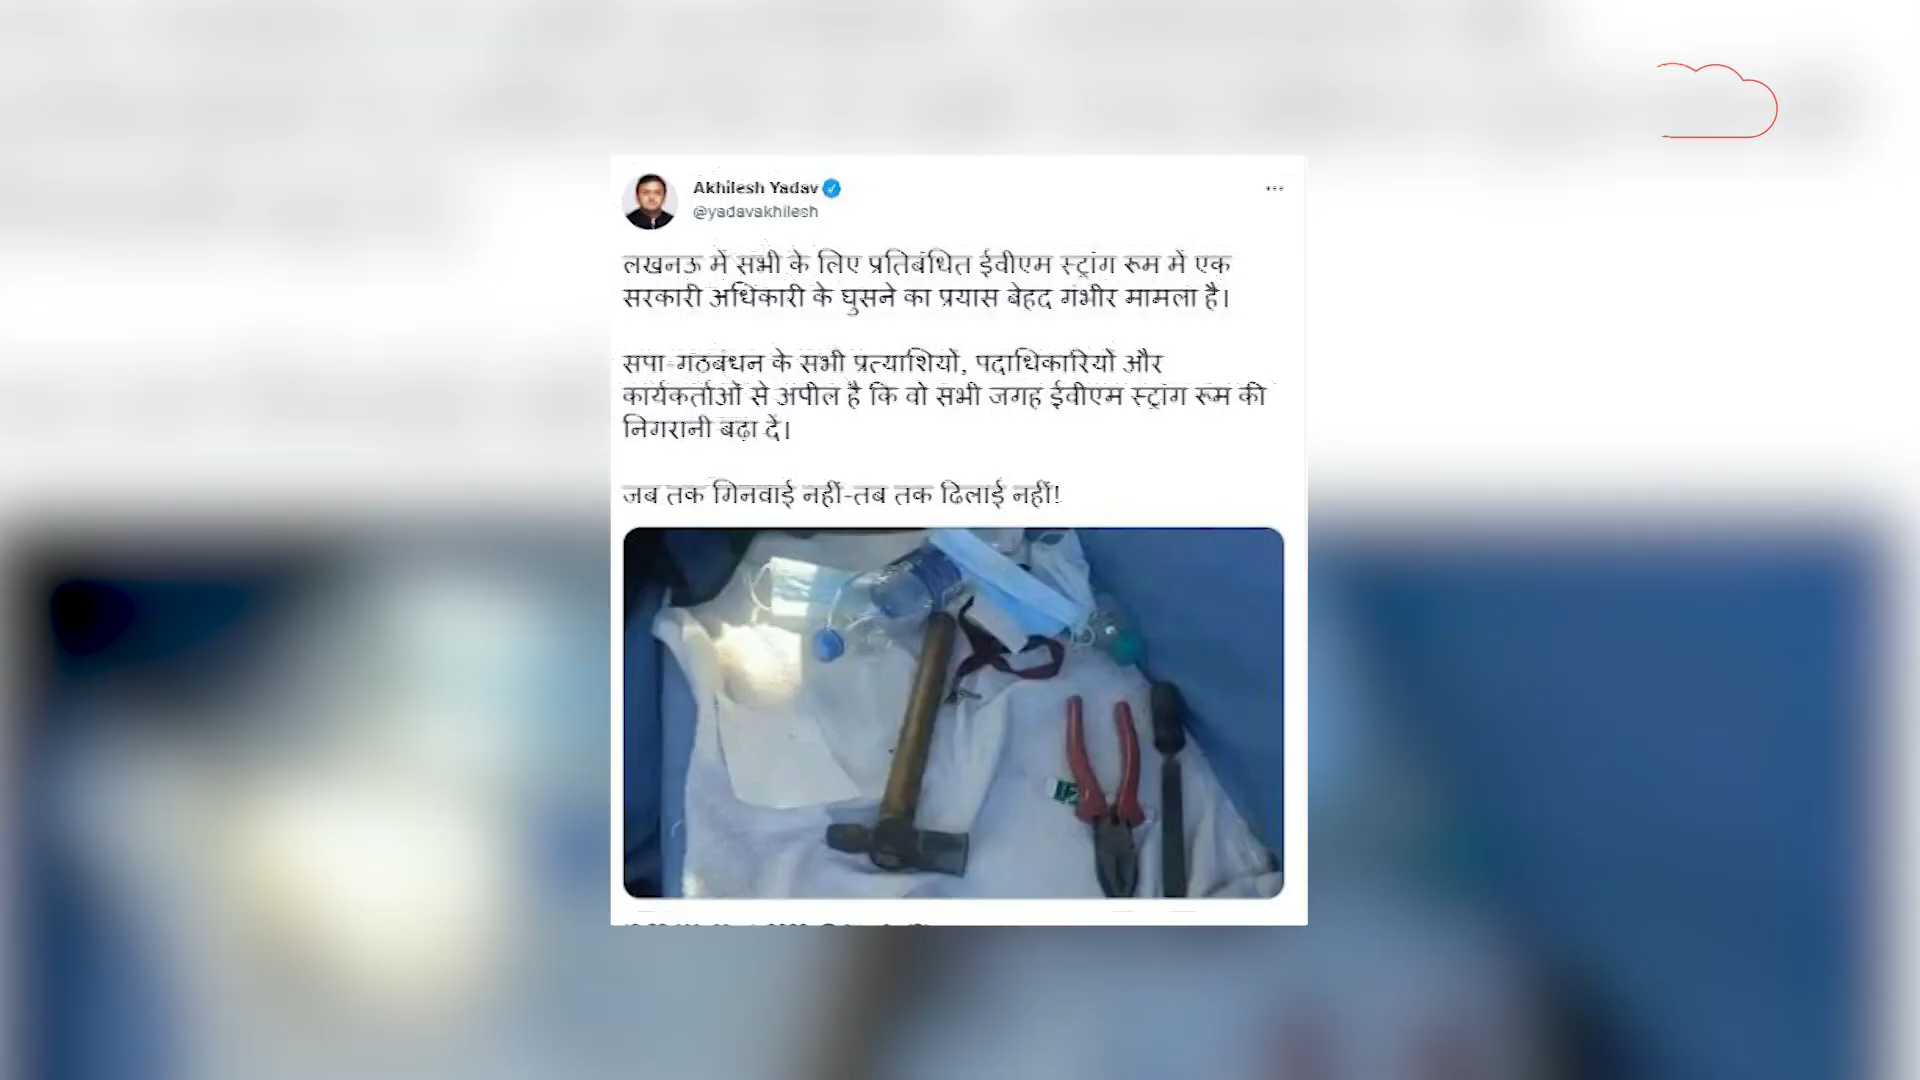 Akhilesh Yadav
@yadavakhilesh
लखनऊ में सभी के लिए प्रतिबंधित ईवीएम स्ट्रांग रूम में एक
सरकारी अधिकारी के घुसने का प्रयास बेहद गंभीर मामला है।
सपा-गठबंधन के सभी प्रत्याशियों, पदाधिकारियों और
कार्यकर्ताओं से अपील है कि वो सभी जगह ईवीएम स्ट्रांग रूम की
निगरानी बढ़ा दें।
जब तक गिनवाई नहीं-तब तक ढिलाई नहीं!